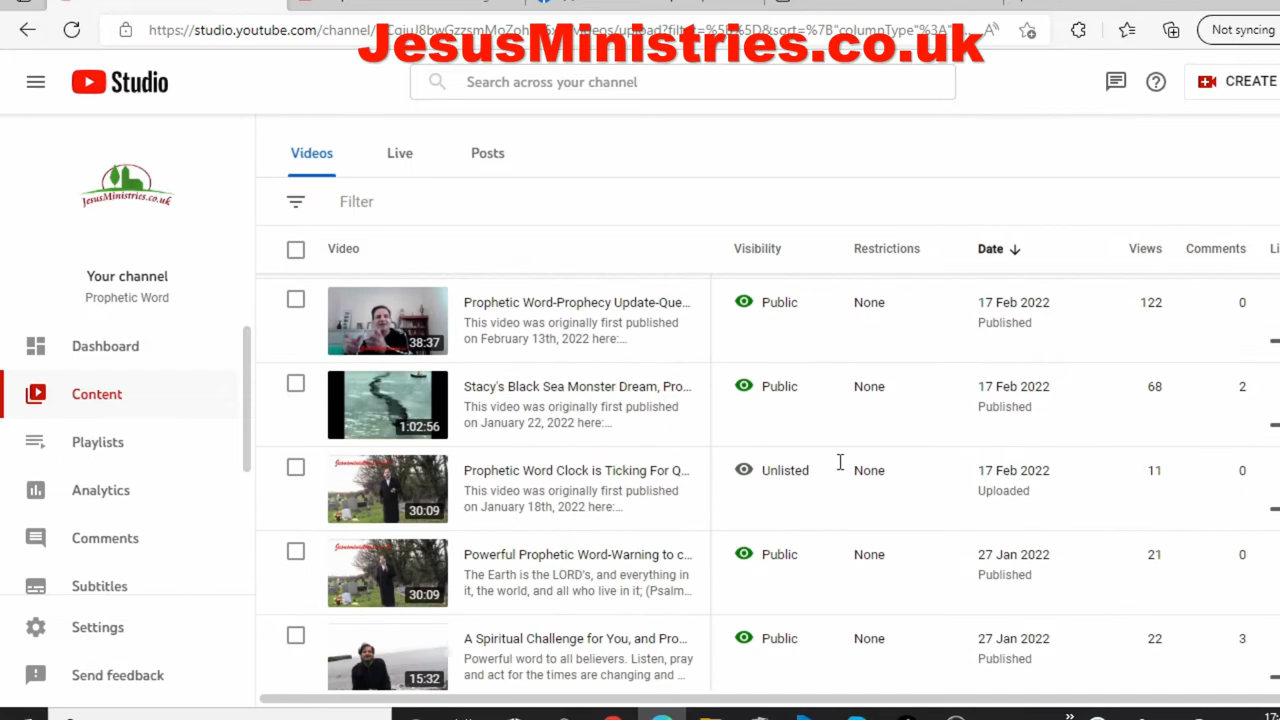 JesusMinistries.co.uk
https://studio.youtube.com/channel/
Not syncing
Studio
Search across your channel
CREATE
Videos
Live
Posts
JesusMinistries.co.uk
Filter
Video
Visibility
Restrictions
Date
Views
Comments
Your channel
Prophetic Word
Prophetic Word-Prophecy Update-Que...
Public
None
17 Feb 2022
122
0
This video was originally first published
Published
on February 13th, 2022 here:...
38:37
Dashboard
Stacy's Black Sea Monster Dream, Pro...
Public
None
17 Feb 2022
68
2
This video was originally first published
Published
on January 22, 2022 here:...
1:02:56
Content
Playlists
Prophetic Word Clock is Ticking For Q...
Unlisted
None
17 Feb 2022
11
0
This video was originally first published
Uploaded
on January 18th, 2022 here:...
30:09
Analytics
Comments
Powerful Prophetic Word-Warning to c...
Public
None
27 Jan 2022
21
0
The Earth is the LORD's, and everything in
Published
it, the world, and all who live in it; (Psalm...
30:09
Subtitles
Settings
A Spiritual Challenge for You, and Pro...
Public
None
27 Jan 2022
22
3
Powerful word to all believers. Listen, pray
Published
and act for the times are changing and ...
15:32
Send feedback